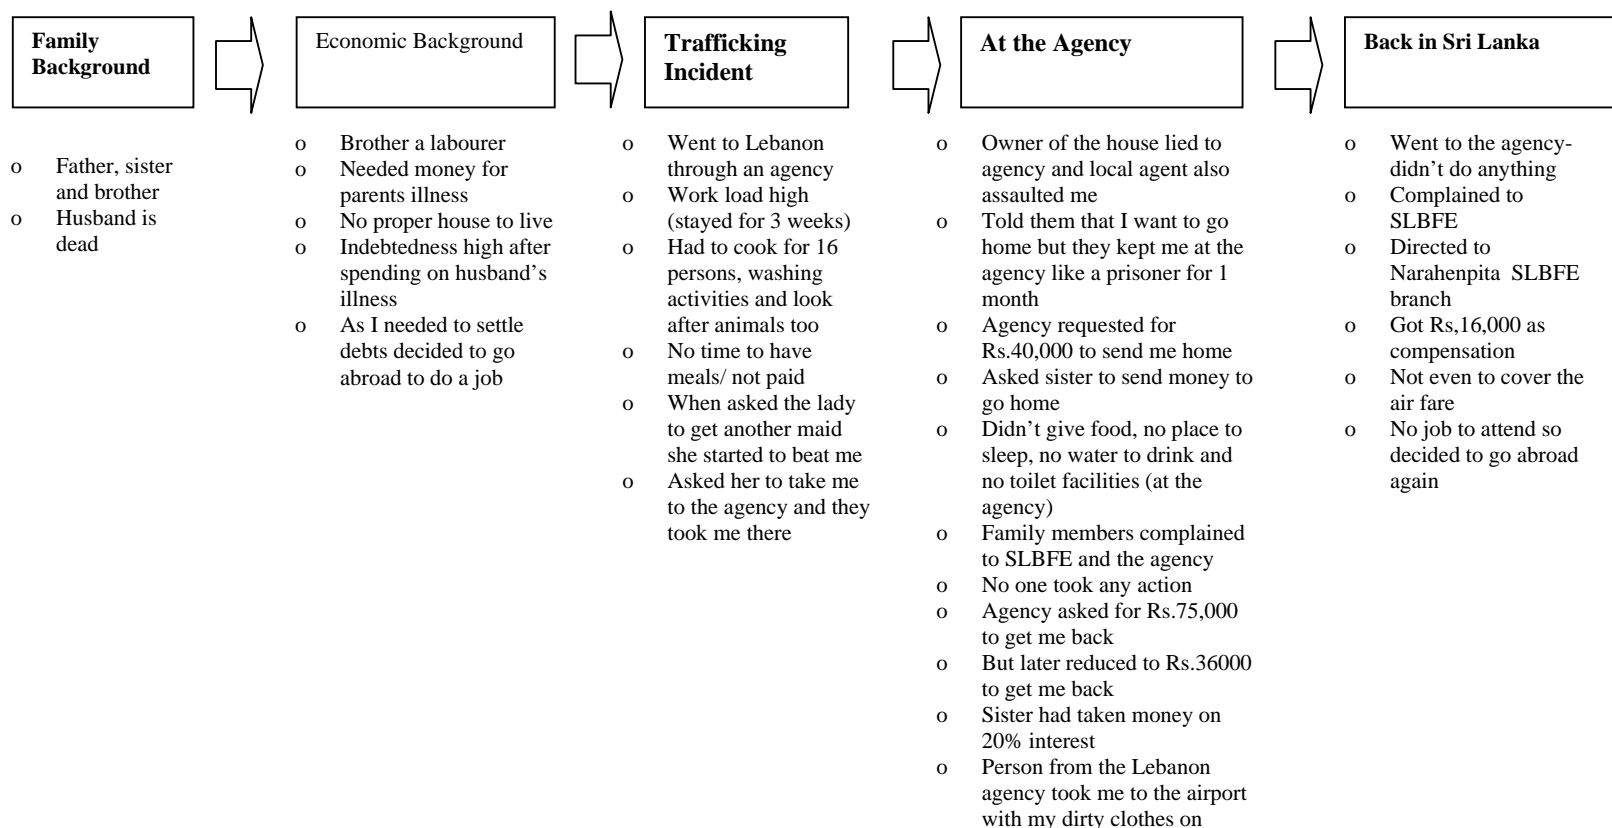 Family
Background
Economic Background
Trafficking
Incident
At the Agency
Back in Sri Lanka
o Father, sister
and brother
o Husband is
dead
o Brother a labourer
o Needed money for
parents illness
o No proper house to live
o Indebtedness high after
spending on husband’s
illness
o As I needed to settle
debts decided to go
abroad to do a job
o Went to Lebanon
through an agency
o Work load high
(stayed for 3 weeks)
o Had to cook for 16
persons, washing
activities and look
after animals too
o No time to have
meals/ not paid
o When asked the lady
to get another maid
she started to beat me
o Asked her to take me
to the agency and they
took me there
o Owner of the house lied to
agency and local agent also
assaulted me
o Told them that I want to go
home but they kept me at the
agency like a prisoner for 1
month
o Agency requested for
Rs.40,000 to send me home
o Asked sister to send money to
go home
o Didn’t give food, no place to
sleep, no water to drink and
no toilet facilities (at the
agency)
o Family members complained
to SLBFE and the agency
o No one took any action
o Agency asked for Rs.75,000
to get me back
o But later reduced to Rs.36000
to get me back
o Sister had taken money on
20% interest
o Person from the Lebanon
agency took me to the airport
with my dirty clothes on
o Went to the agency-
didn’t do anything
o Complained to
SLBFE
o Directed to
Narahenpita SLBFE
branch
o Got Rs,16,000 as
compensation
o Not even to cover the
air fare
o No job to attend so
decided to go abroad
again